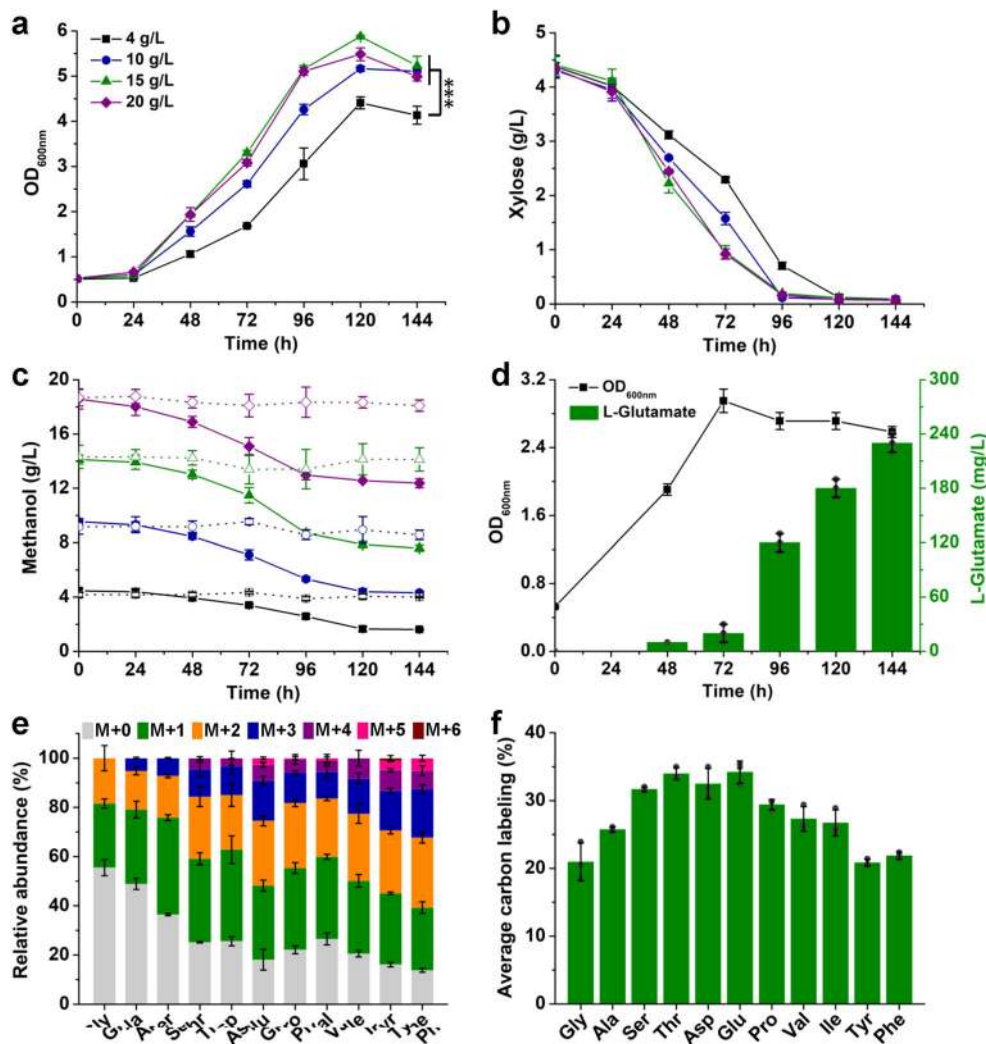 a
4 g/L
10 g/L
15 g/L
20 g/L
***
OD600nm
6
5
4
3
2
1
0
0 24 48 72 96 120 144
Time (h)
b
Xylose (g/L)
5
4
3
2
1
0
0 24 48 72 96 120 144
Time (h)
c
Methanol (g/L)
20
16
12
8
4
0
0 24 48 72 96 120 144
Time (h)
d
OD600nm
L-Glutamate
OD600nm
3.2
2.4
1.6
0.8
0.0
L-Glutamate (mg/L)
300
240
180
120
60
0
0 24 48 72 96 120 144
Time (h)
e
M+0 M+1 M+2 M+3 M+4 M+5 M+6
Relative abundance (%)
100
80
60
40
20
0
f
Average carbon labeling (%)
40
30
20
10
0
Gly Ala Ser Thr Asp Glu Pro Val Ile Tyr Phe